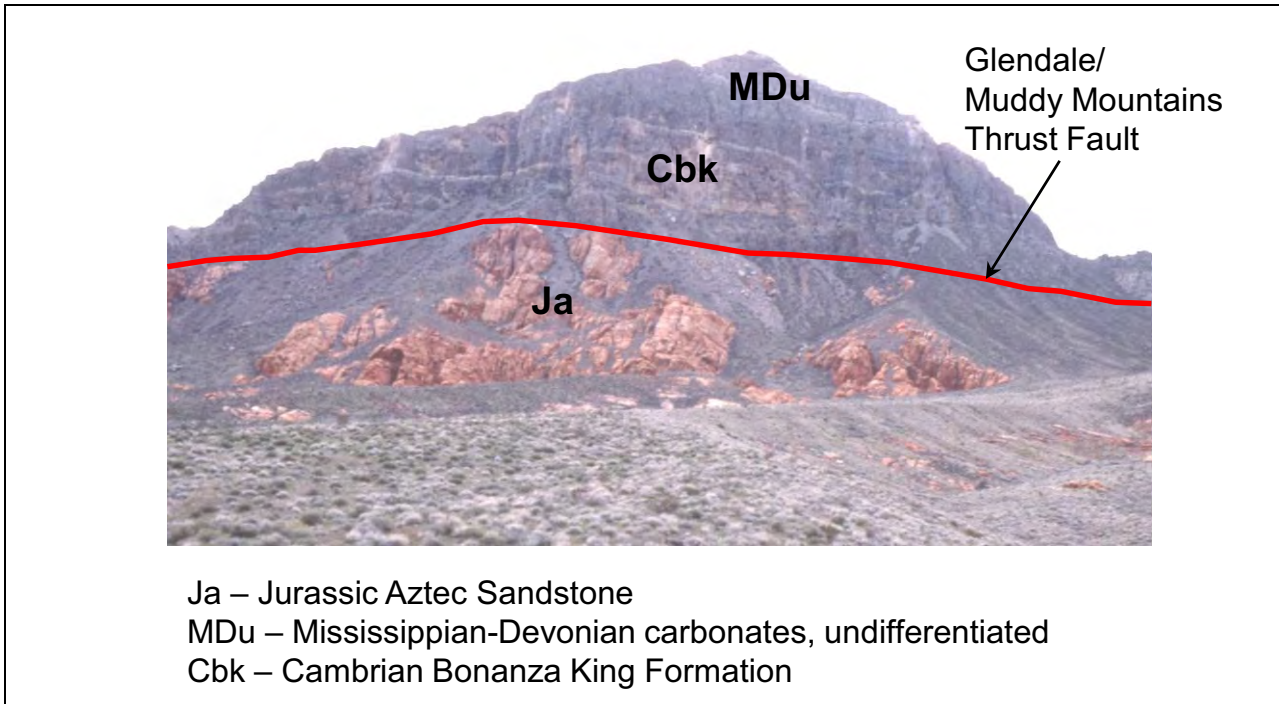 MDu
Glendale/
Muddy Mountains
Thrust Fault
Cbk
Ja
Ja – Jurassic Aztec Sandstone
MDu – Mississippian-Devonian carbonates, undifferentiated
Cbk – Cambrian Bonanza King Formation